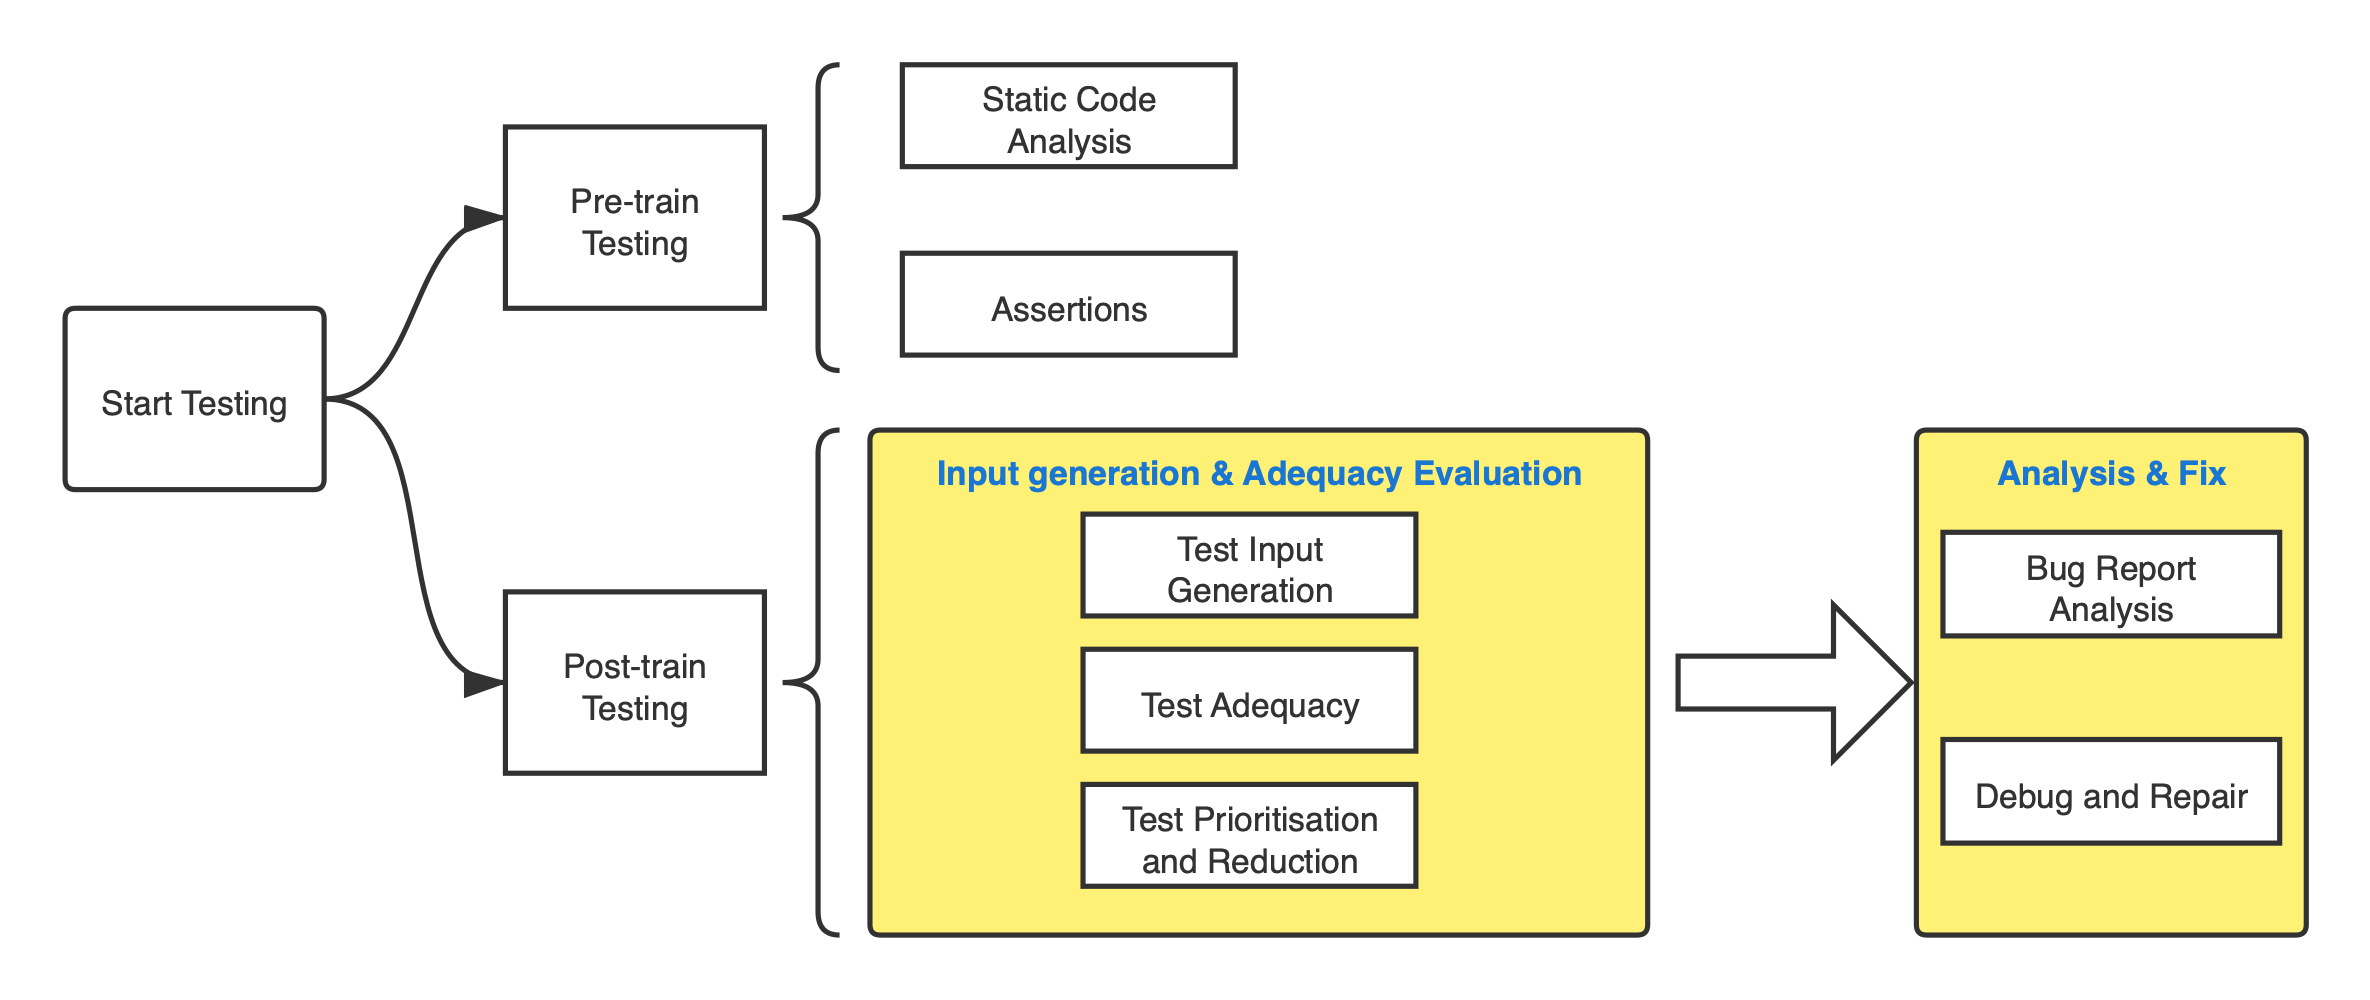 Start Testing
Pre-train
Testing
Static Code
Analysis
Assertions
Post-train
Testing
Input generation & Adequacy Evaluation
Test Input
Generation
Test Adequacy
Test Prioritisation
and Reduction
Analysis & Fix
Bug Report
Analysis
Debug and Repair